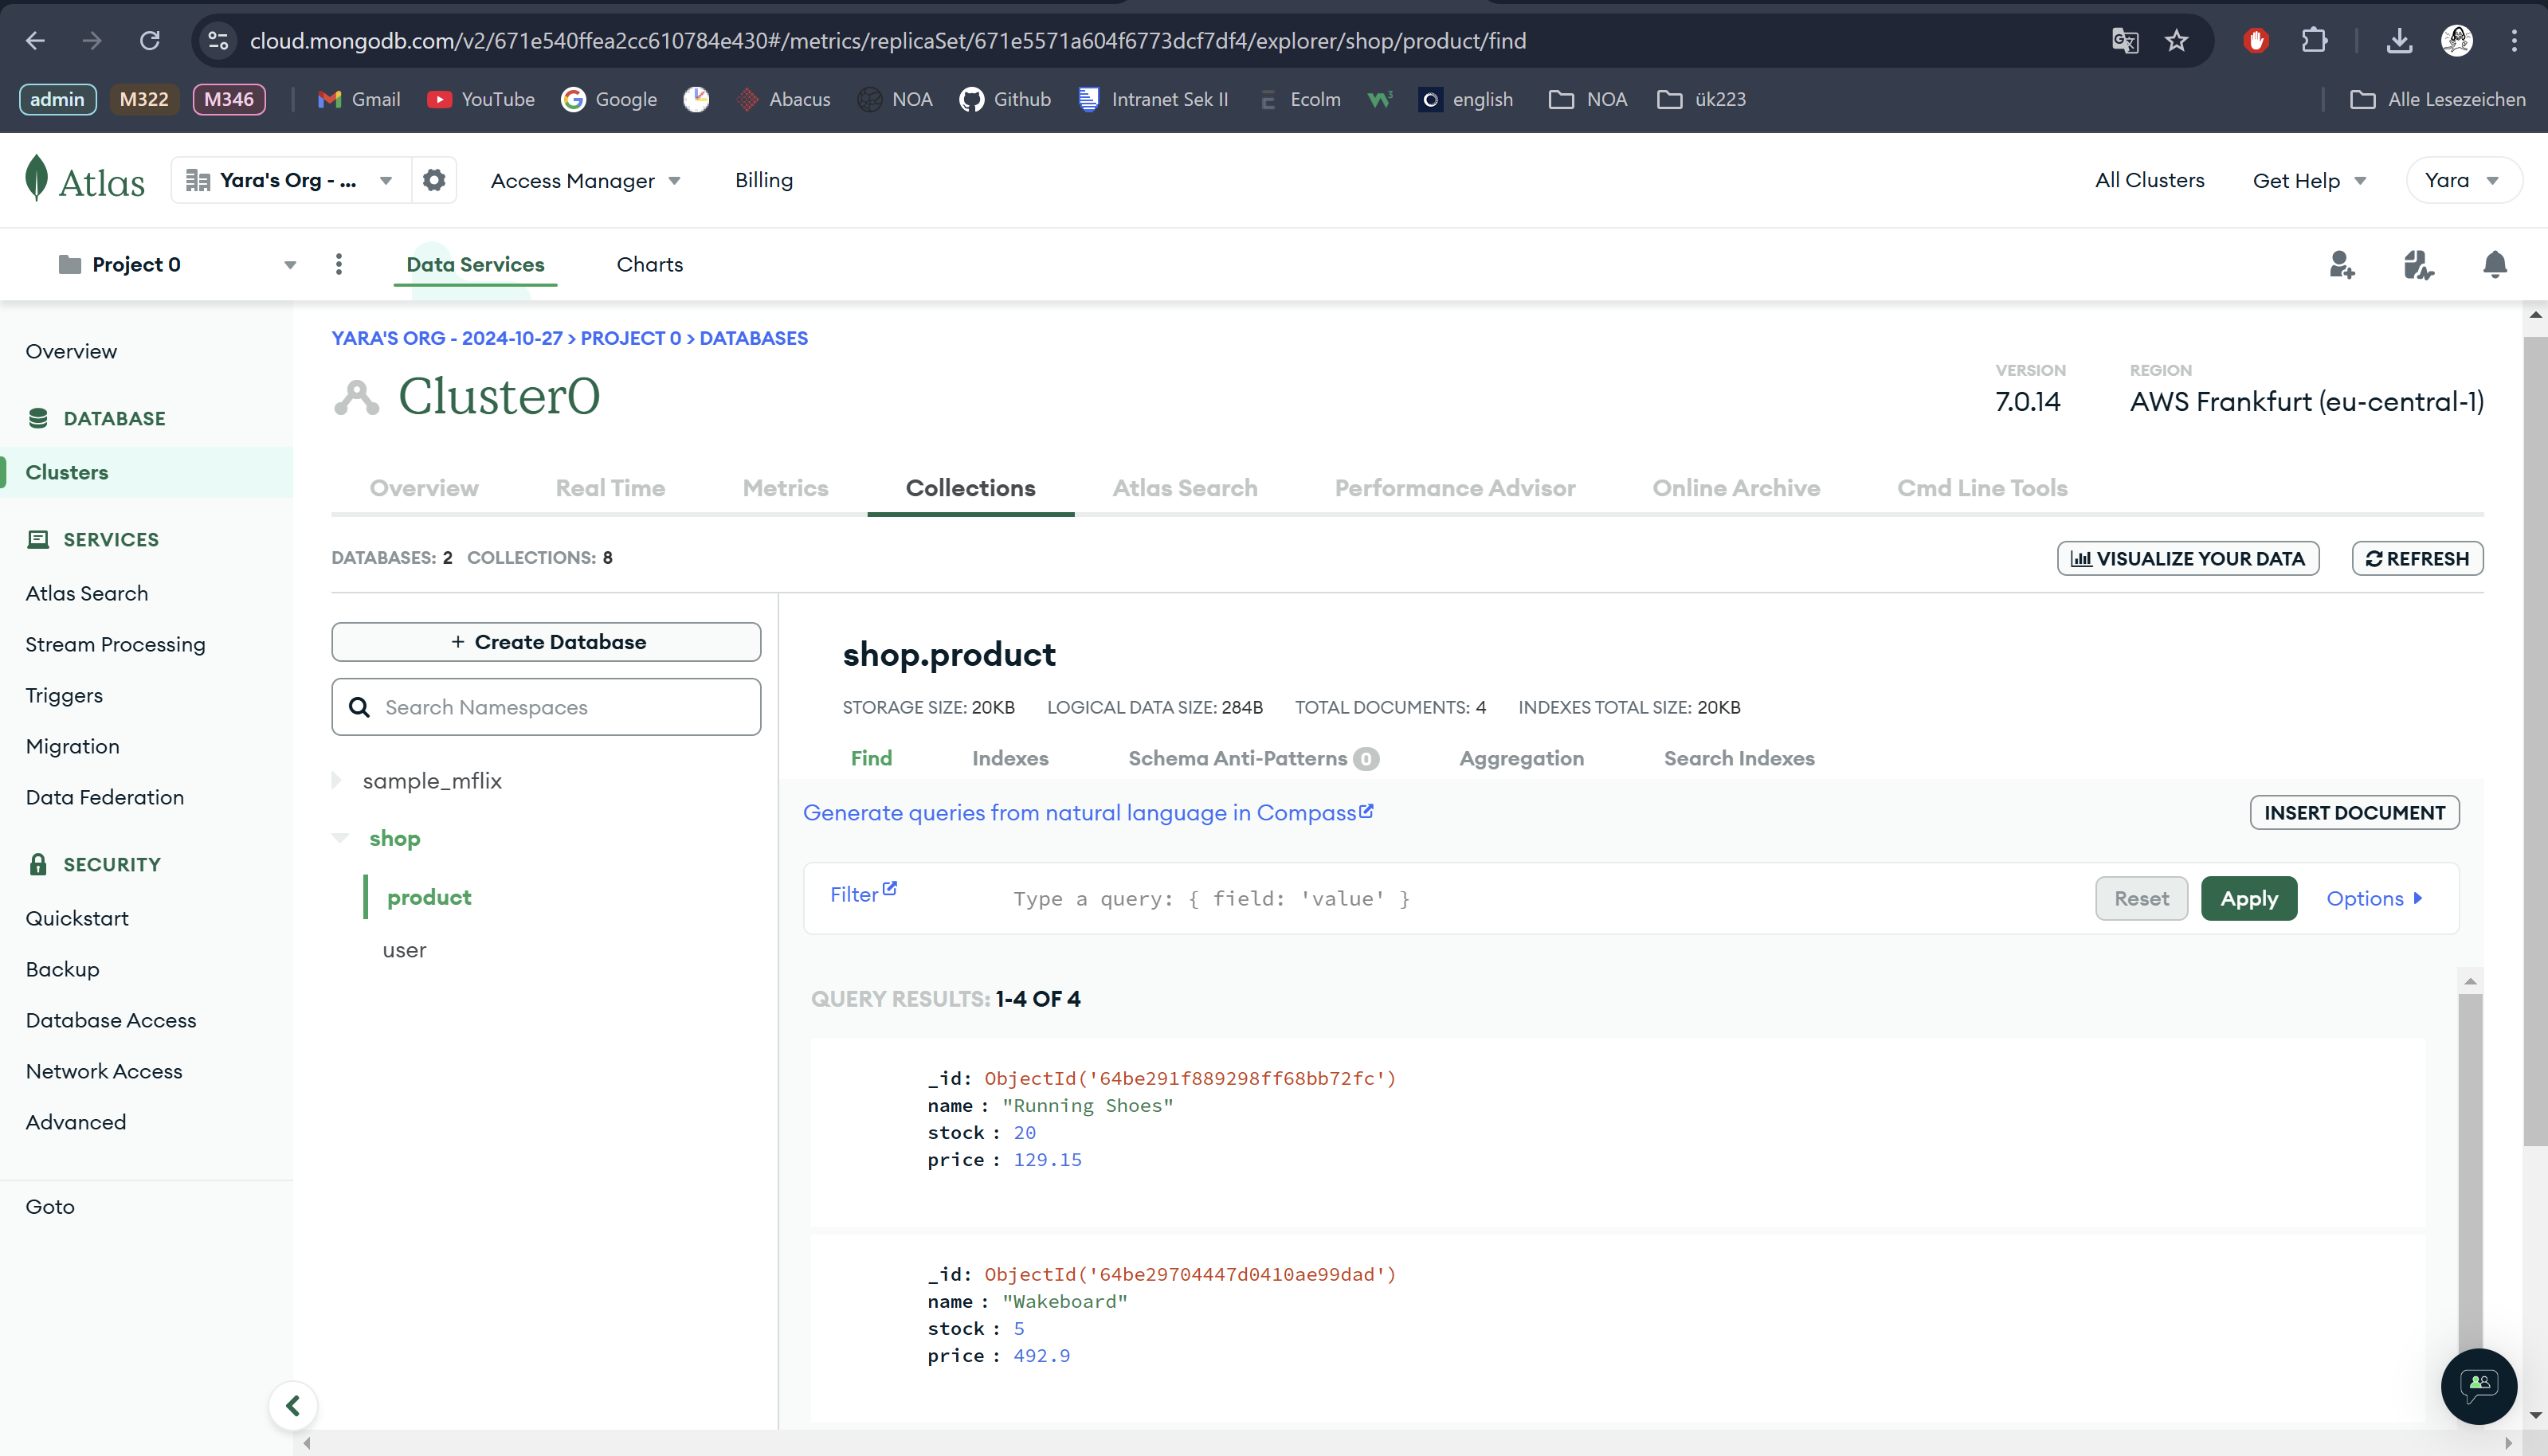 cloud.mongodb.com/v2/671e540ffea2cc610784e430#/metrics/replicaSet/671e5571a604f6773dcf7df4/explorer/shop/product/find
admin M322 M346 Gmail YouTube Google Abacus NOA Github Intranet Sek II Ecolm english NOA ük223 Alle Lesezeichen
Atlas Yara's Org - ... Access Manager Billing All Clusters Get Help Yara
Project 0 Data Services Charts
Overview
DATABASE
Clusters
SERVICES
Atlas Search
Stream Processing
Triggers
Migration
Data Federation
SECURITY
Quickstart
Backup
Database Access
Network Access
Advanced
Goto
YARA'S ORG - 2024-10-27 > PROJECT 0 > DATABASES
Cluster0
VERSION REGION
7.0.14 AWS Frankfurt (eu-central-1)
Overview Real Time Metrics Collections Atlas Search Performance Advisor Online Archive Cmd Line Tools
DATABASES: 2 COLLECTIONS: 8 VISUALIZE YOUR DATA REFRESH
+ Create Database
Search Namespaces
sample_mflix
shop
product
user
shop.product
STORAGE SIZE: 20KB LOGICAL DATA SIZE: 284B TOTAL DOCUMENTS: 4 INDEXES TOTAL SIZE: 20KB
Find Indexes Schema Anti-Patterns 0 Aggregation Search Indexes
Generate queries from natural language in Compass INSERT DOCUMENT
Filter Type a query: { field: 'value' } Reset Apply Options
QUERY RESULTS: 1-4 OF 4
_id: ObjectId('64be291f889298ff68bb72fc')
name : "Running Shoes"
stock : 20
price : 129.15
_id: ObjectId('64be29704447d0410ae99dad')
name : "Wakeboard"
stock : 5
price : 492.9